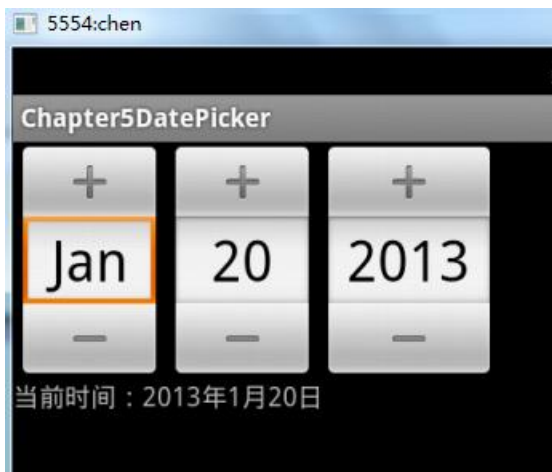 5554:chen
Chapter5DatePicker
+ + +
Jan 20 2013
- - -
当前时间：2013年1月20日